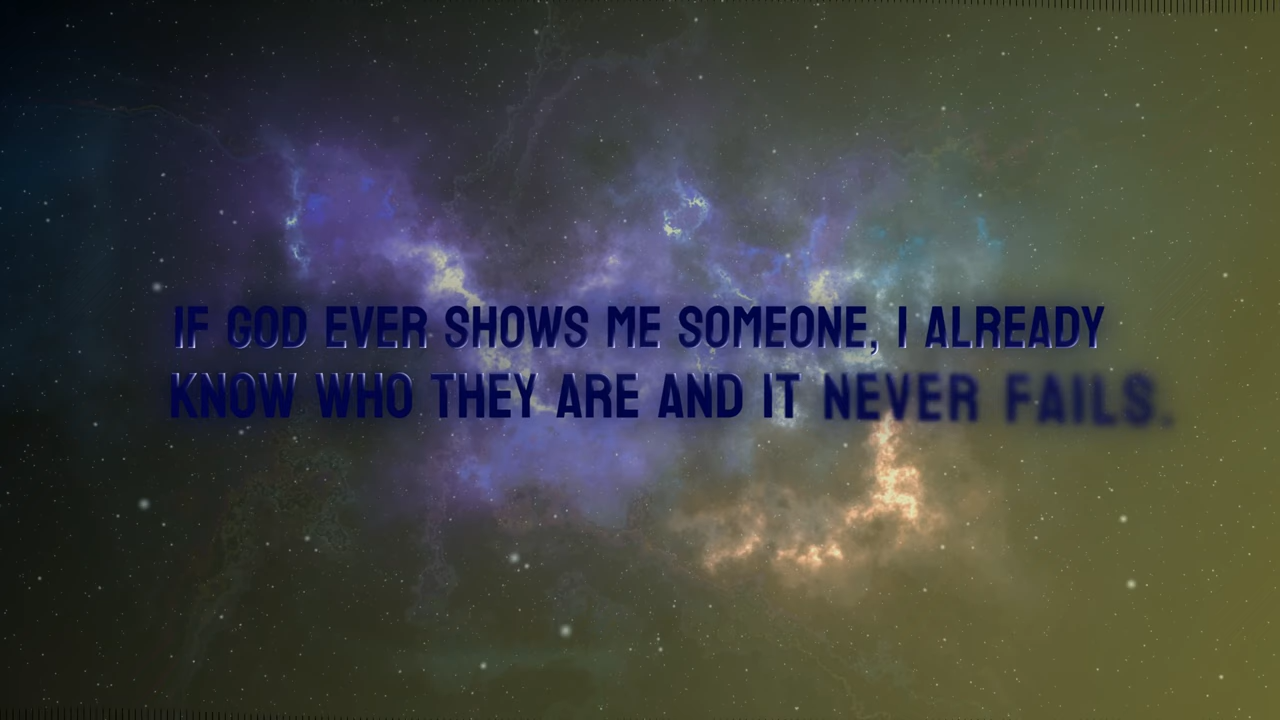 IF GOD EVER SHOWS ME SOMEONE, I ALREADY
KNOW WHO THEY ARE AND IT NEVER FAILS.